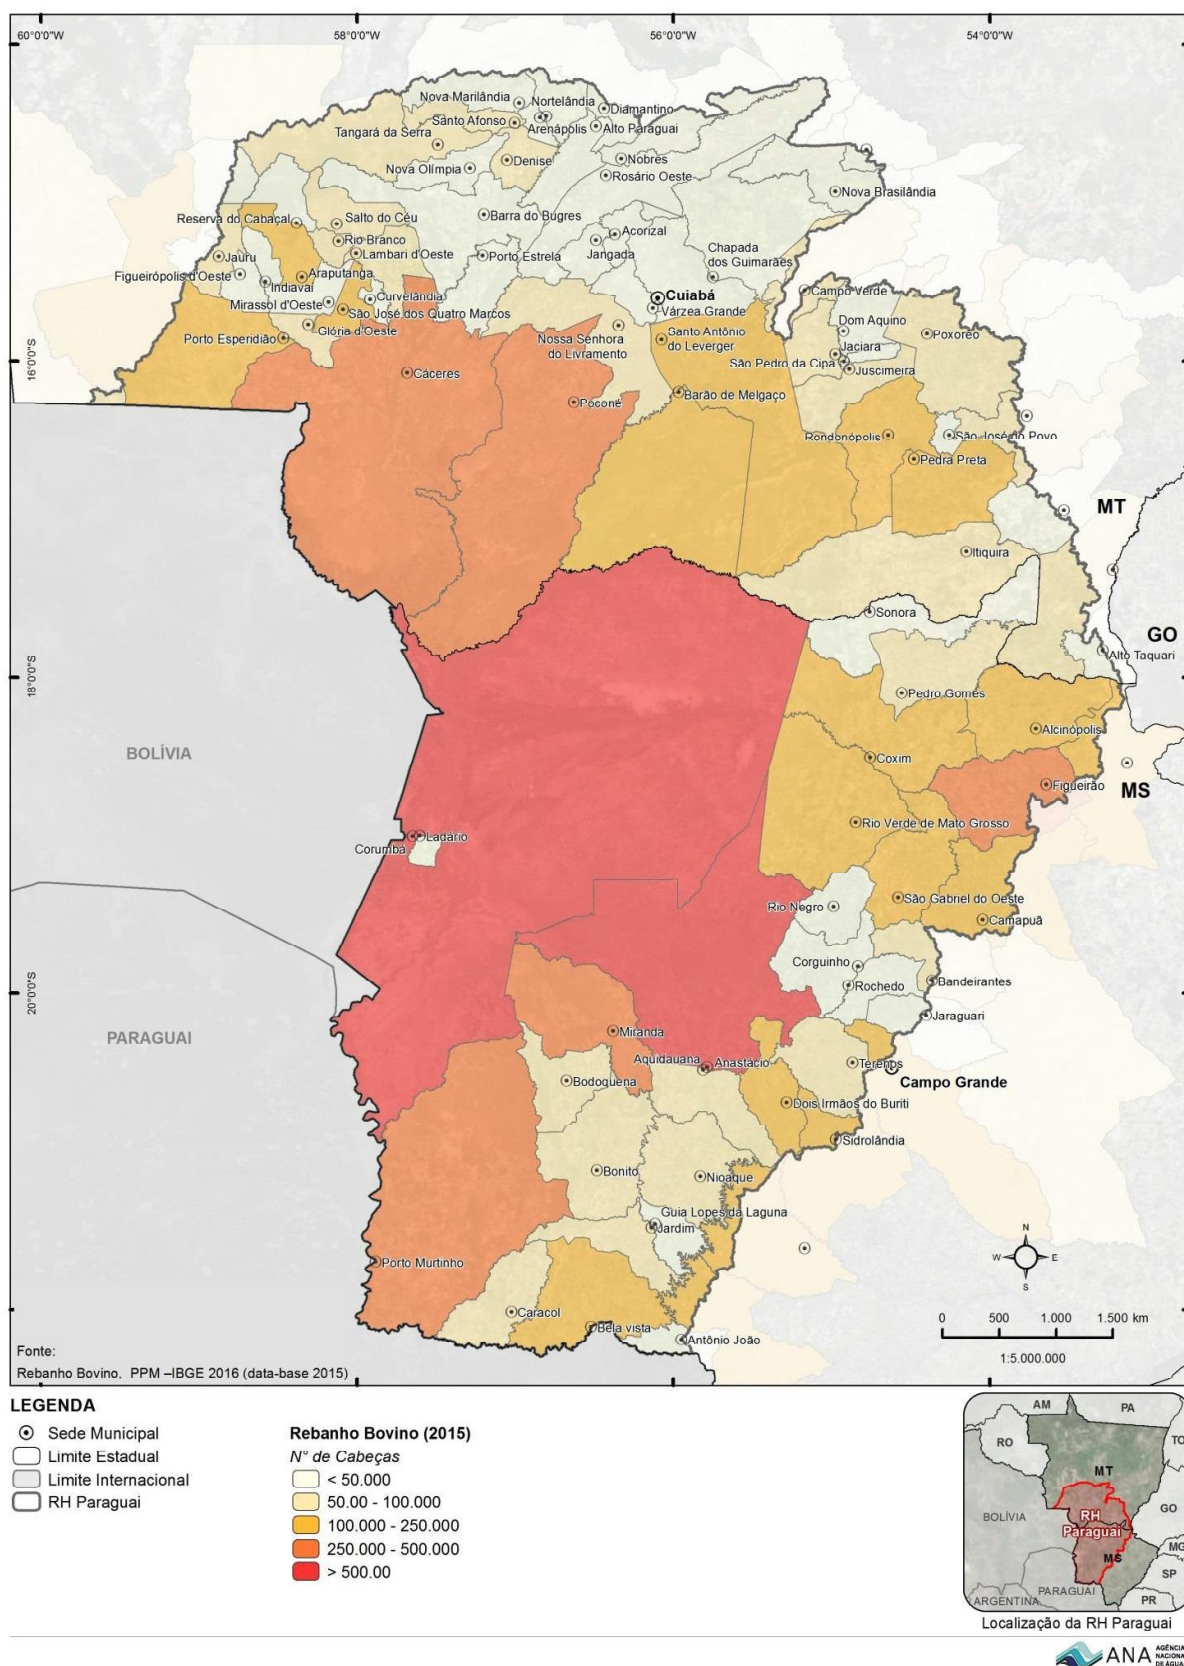 60°0'0"W
58°0'0"W
56°0'0"W
54°0'0"W
Nova Marilândia
Nortelândia
Diamantino
Santo Afonso
Arenápolis
Alto Paraguai
Tangará da Serra
Denise
Nobres
Nova Olímpia
Rosário Oeste
Nova Brasilândia
Reserva do Cabaçal
Salto do Céu
Barra do Bugres
Rio Branco
Acorizal
Jauru
Lambari d'Oeste
Porto Estrela
Jangada
Chapada
dos Guimarães
Figueirópolis d'Oeste
Indiavaí
Araputanga
Mirassol d'Oeste
Curvelândia
Cuiabá
Campo Verde
São José dos Quatro Marcos
Várzea Grande
Dom Aquino
Glória d'Oeste
Porto Esperidião
Nossa Senhora
do Livramento
Santo Antônio
do Leverger
Jaciara
Poxoréo
São Pedro da Cipa
Juscimeira
16°0'0"S
Cáceres
Poconé
Barão de Melgaço
Rondonópolis
São José do Povo
Pedra Preta
MT
Itiquira
Sonora
GO
Alto Taquari
18°0'0"S
Pedro Gomes
Alcinópolis
BOLÍVIA
Coxim
Figueirão
MS
Rio Verde de Mato Grosso
Ladário
Corumbá
São Gabriel do Oeste
Rio Negro
Camapuã
Corguinho
Bandeirantes
Rochedo
20°0'0"S
Jaraguari
PARAGUAI
Miranda
Aquidauana
Anastácio
Terenos
Campo Grande
Bodoquena
Dois Irmãos do Buriti
Sidrolândia
Bonito
Nioaque
Guia Lopes da Laguna
Jardim
Porto Murtinho
Caracol
Bela vista
Antônio João
N
W
E
S
0 500 1.000 1.500 km
1:5.000.000
Fonte:
Rebanho Bovino. PPM –IBGE 2016 (data-base 2015)
LEGENDA
Sede Municipal
Limite Estadual
Limite Internacional
RH Paraguai
Rebanho Bovino (2015)
N° de Cabeças
< 50.000
50.00 - 100.000
100.000 - 250.000
250.000 - 500.000
> 500.00
AM
PA
RO
TO
MT
GO
BOLÍVIA
RH
Paraguai
MG
MS
SP
PARAGUAI
ARGENTINA
PR
Localização da RH Paraguai
ANA
AGÊNCIA
NACIONAL
DE ÁGUAS